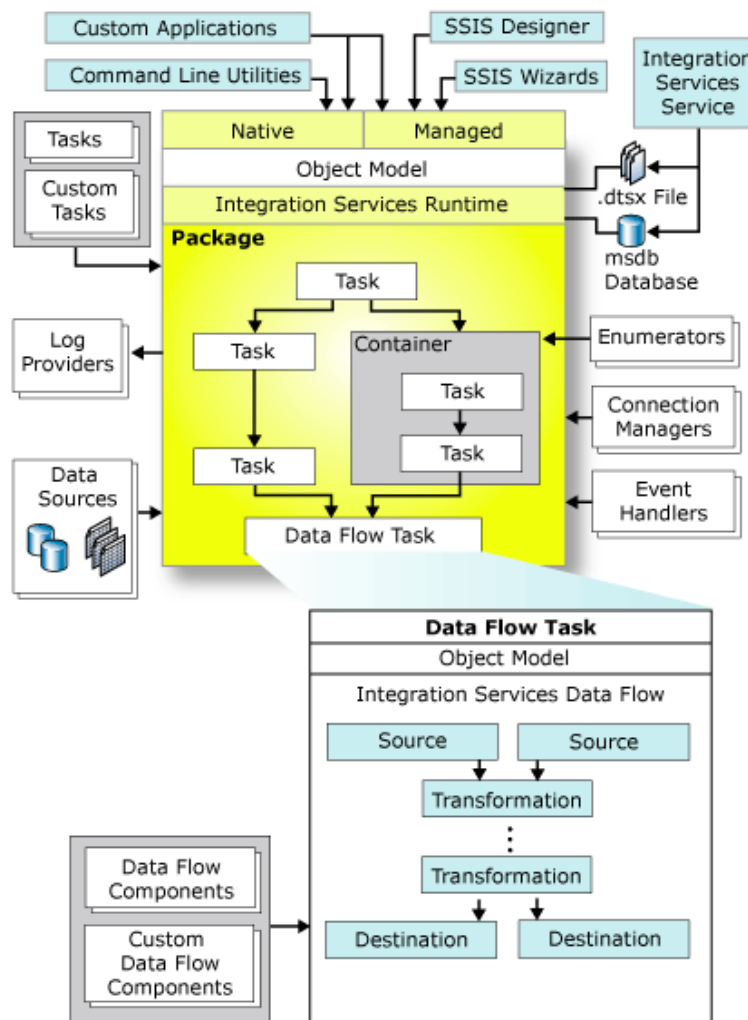 Custom Applications
SSIS Designer
Command Line Utilities
SSIS Wizards
Integration
Services
Service
Tasks
Custom
Tasks
Native
Managed
Object Model
Integration Services Runtime
.dtsx File
msdb
Database
Package
Task
Log
Providers
Task
Container
Task
Task
Task
Enumerators
Connection
Managers
Event
Handlers
Data
Sources
Data Flow Task
Data Flow Task
Object Model
Integration Services Data Flow
Source
Source
Transformation
Transformation
Destination
Destination
Data Flow
Components
Custom
Data Flow
Components